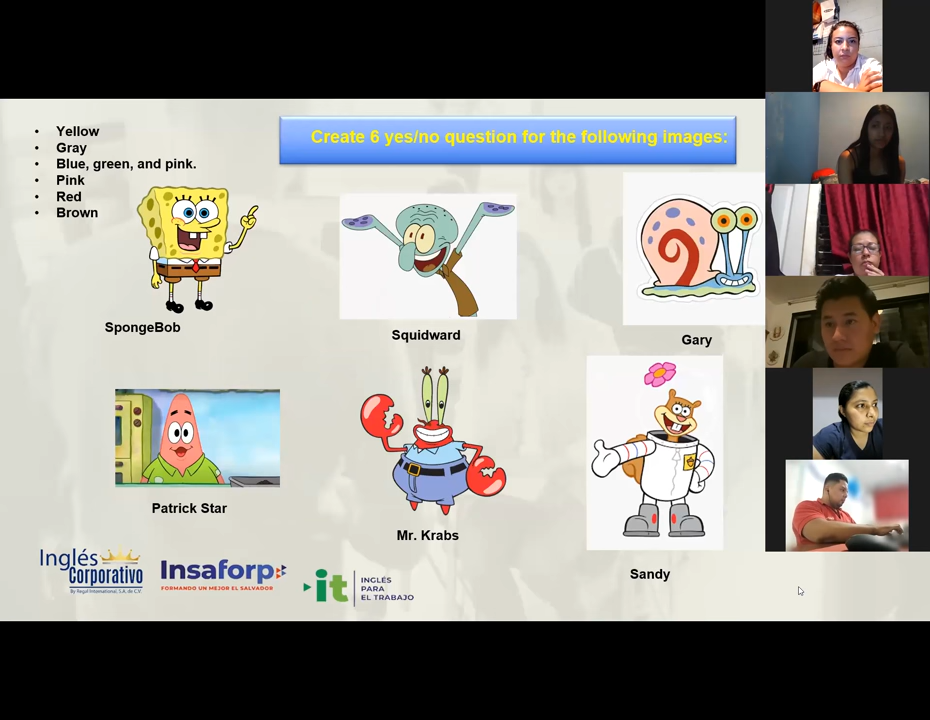 Create 6 yes/no question for the following images:
• Yellow
• Gray
• Blue, green, and pink.
• Pink
• Red
• Brown
SpongeBob
Squidward
Gary
Patrick Star
Mr. Krabs
Sandy
Inglés
Corporativo
By Regal International, S.A. de C.V.
Insaforp
FORMANDO UN MEJOR EL SALVADOR
it
INGLÉS
PARA
EL TRABAJO